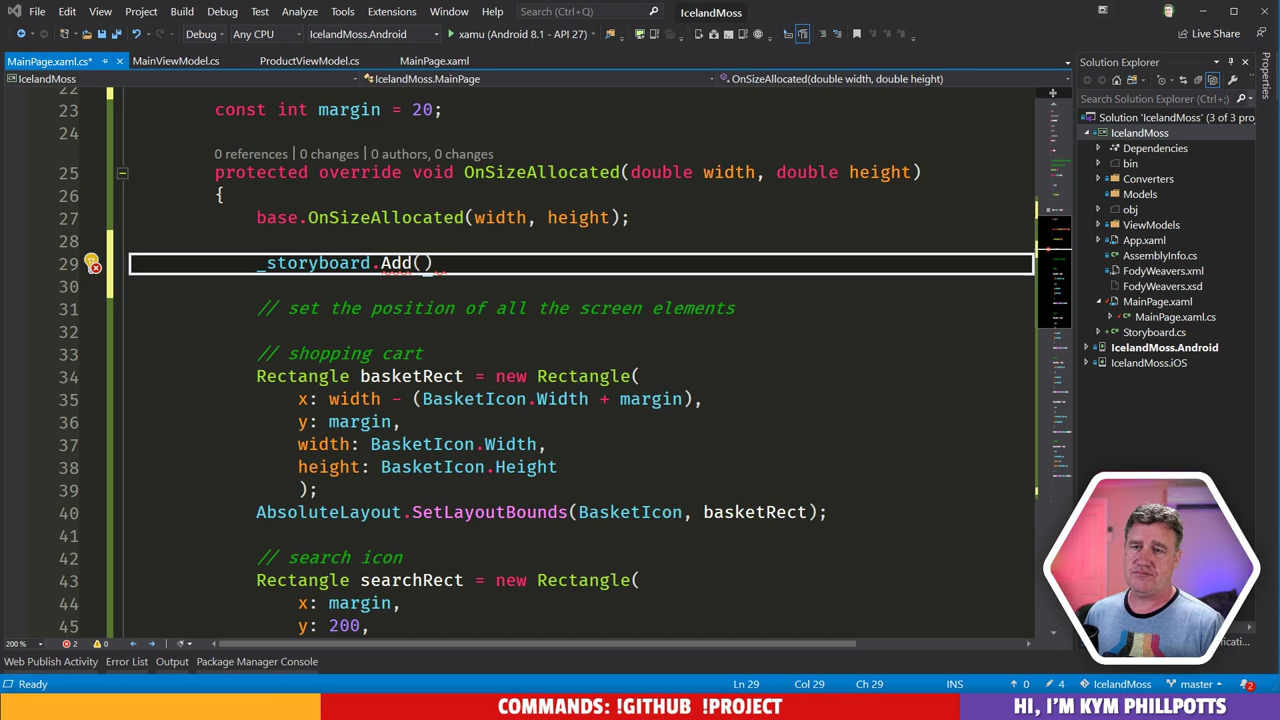 File Edit View Project Build Debug Test Analyze Tools Extensions Window Help Search (Ctrl+Q) IcelandMoss
Debug Any CPU IcelandMoss.Android xamu (Android 8.1 - API 27) Live Share
MainPage.xaml.cs* MainViewModel.cs ProductViewModel.cs MainPage.xaml
IcelandMoss IcelandMoss.MainPage OnSizeAllocated(double width, double height)
22
23 const int margin = 20;
24
0 references | 0 changes | 0 authors, 0 changes
25 protected override void OnSizeAllocated(double width, double height)
26 {
27 base.OnSizeAllocated(width, height);
28
29 _storyboard.Add()
30
31 // set the position of all the screen elements
32
33 // shopping cart
34 Rectangle basketRect = new Rectangle(
35 x: width - (BasketIcon.Width + margin),
36 y: margin,
37 width: BasketIcon.Width,
38 height: BasketIcon.Height
39 );
40 AbsoluteLayout.SetLayoutBounds(BasketIcon, basketRect);
41
42 // search icon
43 Rectangle searchRect = new Rectangle(
44 x: margin,
45 y: 200,
200 % 2 0
Web Publish Activity Error List Output Package Manager Console
Ready Ln 29 Col 29 Ch 29 INS 0 4 IcelandMoss master 2
Solution Explorer
Search Solution Explorer (Ctrl+;)
Solution 'IcelandMoss' (3 of 3 proj
IcelandMoss
Dependencies
bin
Converters
Models
obj
ViewModels
App.xaml
AssemblyInfo.cs
FodyWeavers.xml
FodyWeavers.xsd
MainPage.xaml
MainPage.xaml.cs
Storyboard.cs
IcelandMoss.Android
IcelandMoss.iOS
Properties
COMMANDS: !GITHUB !PROJECT
HI, I'M KYM PHILLPOTTS